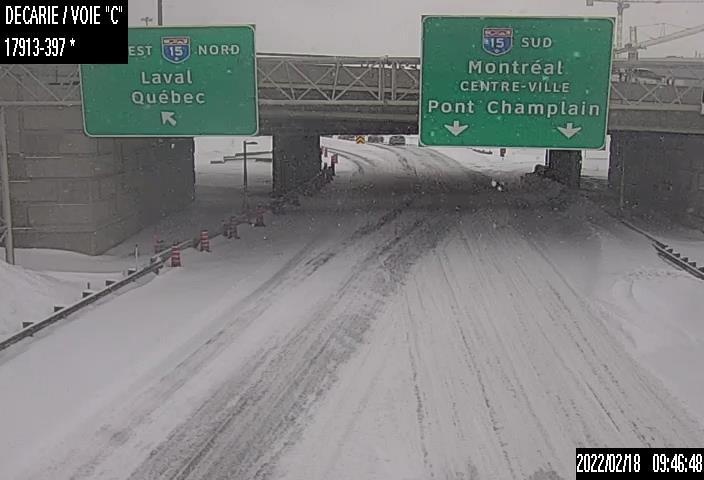 DECARIE / VOIE "C"
17913-397 *
EST 15 NORD
Laval
Québec
15 SUD
Montréal
CENTRE-VILLE
Pont Champlain
2022/02/18 09:46:48